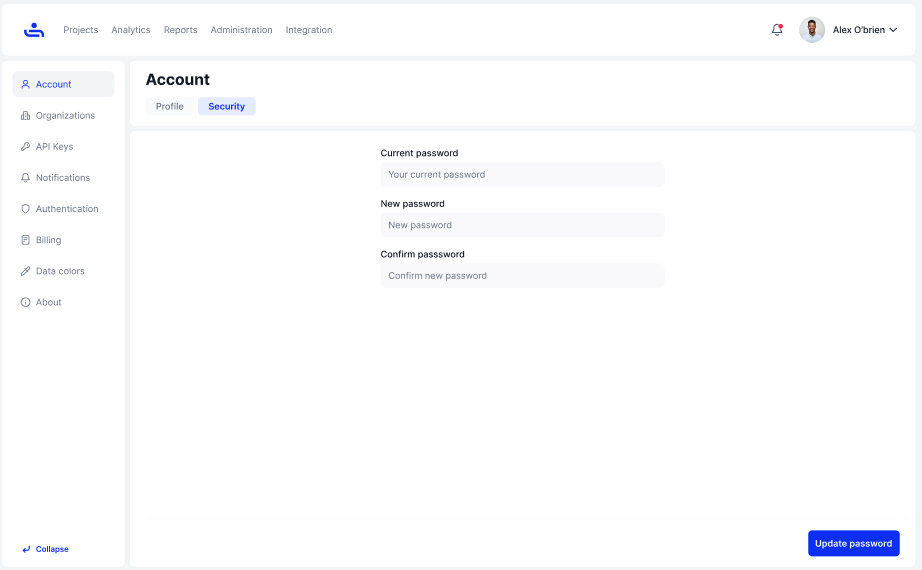 Projects Analytics Reports Administration Integration Alex O'brien
Account
Organizations
API Keys
Notifications
Authentication
Billing
Data colors
About
Collapse
Account
Profile Security
Current password
Your current password
New password
New password
Confirm passsword
Confirm new password
Update password